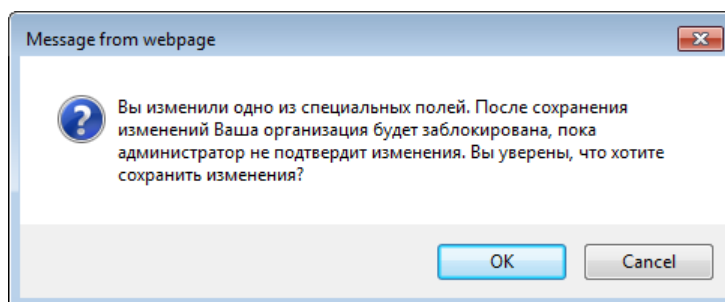 Message from webpage
Вы изменили одно из специальных полей. После сохранения
изменений Ваша организация будет заблокирована, пока
администратор не подтвердит изменения. Вы уверены, что хотите
сохранить изменения?
OK
Cancel